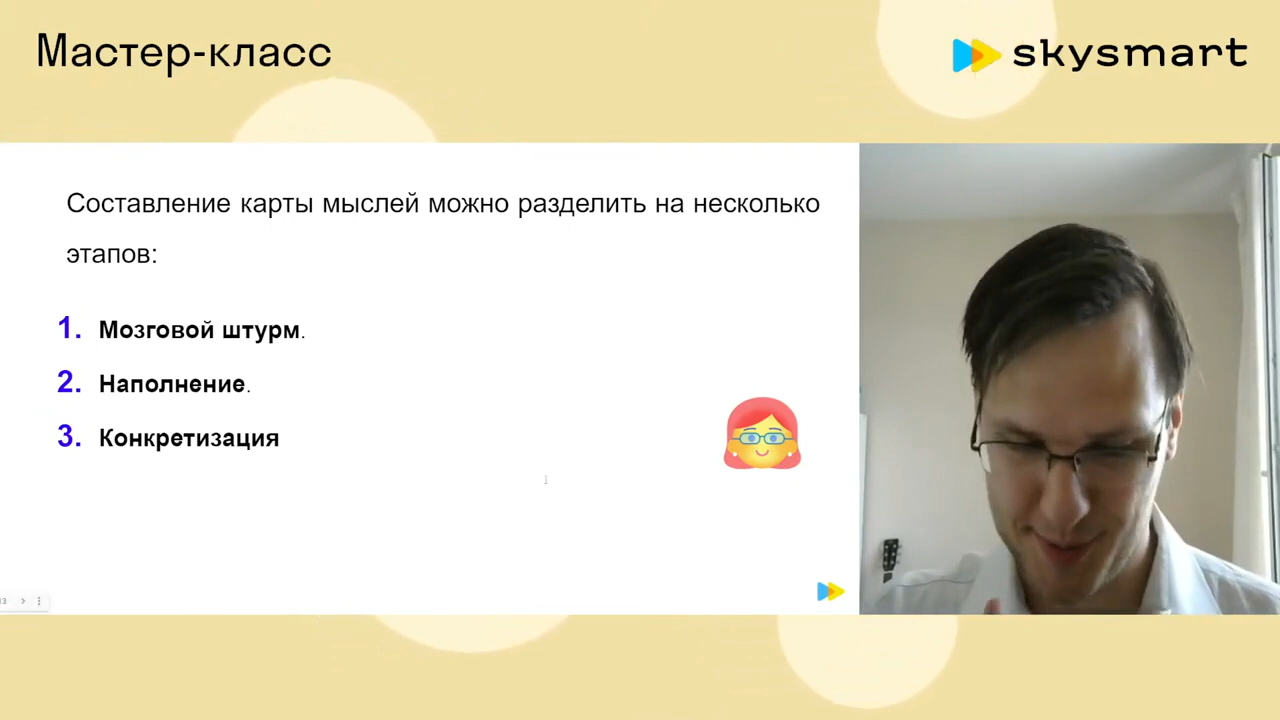 Мастер-класс
skysmart
Составление карты мыслей можно разделить на несколько
этапов:
1. Мозговой штурм.
2. Наполнение.
3. Конкретизация